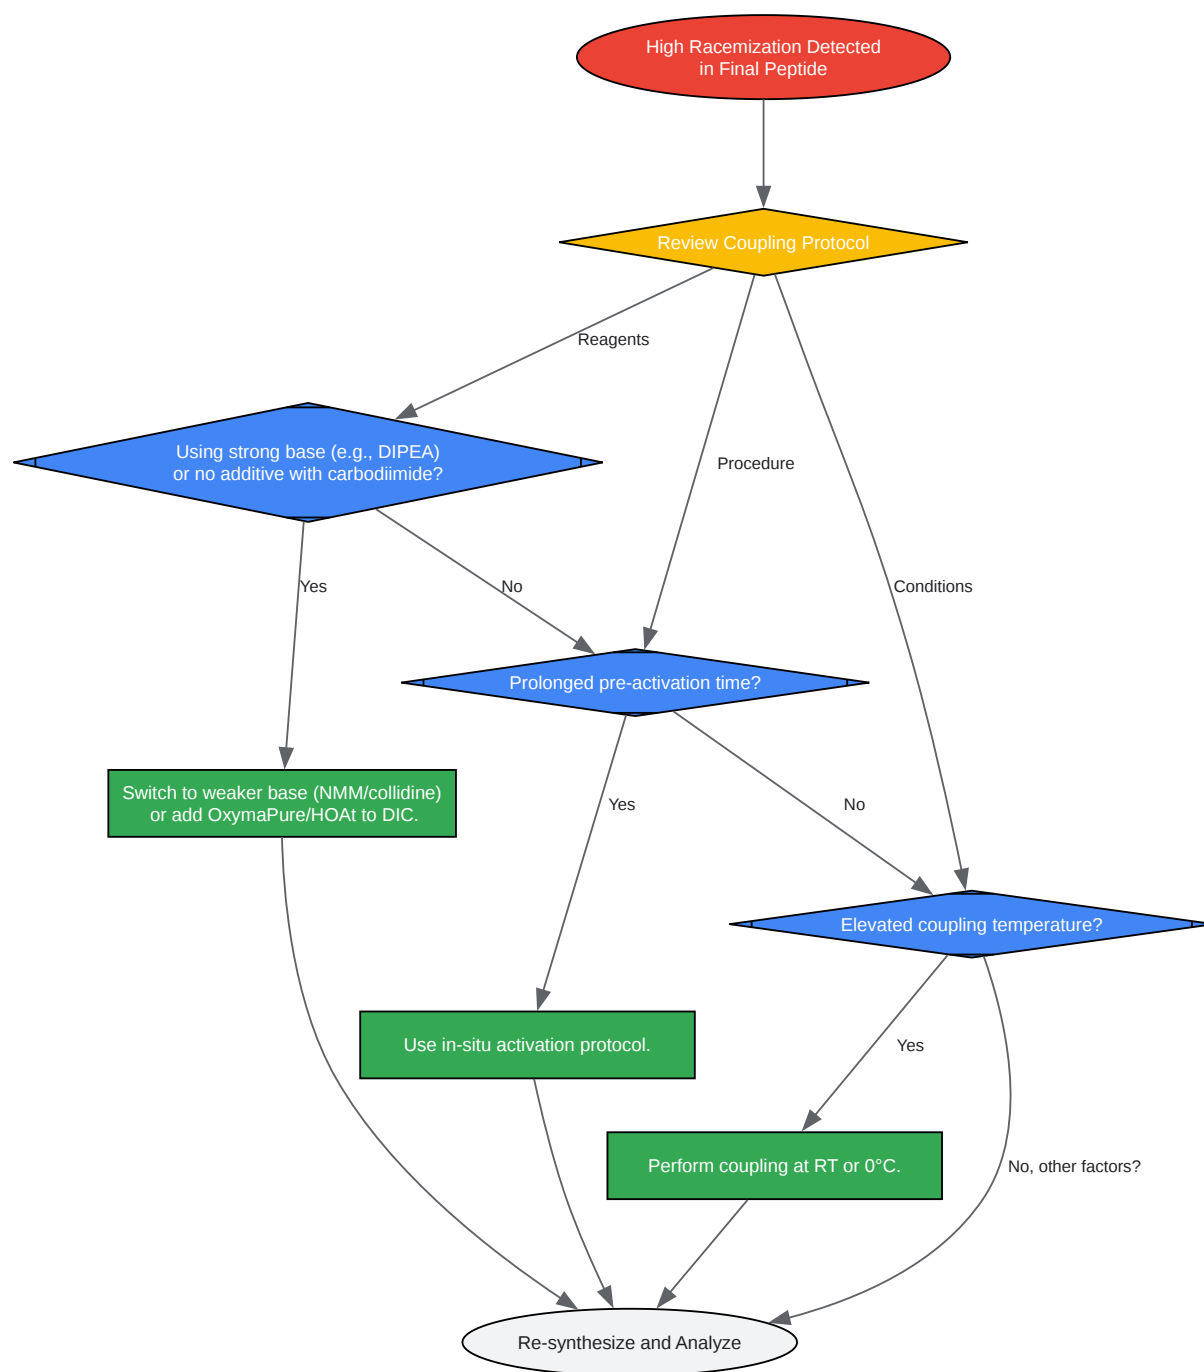 High Racemization Detected
in Final Peptide
Review Coupling Protocol
Reagents
Using strong base (e.g., DIPEA)
or no additive with carbodiimide?
Procedure
Conditions
Yes
No
Prolonged pre-activation time?
Switch to weaker base (NMM/collidine)
or add OxymaPure/HOAt to DIC.
Yes
No
Elevated coupling temperature?
Use in-situ activation protocol.
Yes
Perform coupling at RT or 0°C.
No, other factors?
Re-synthesize and Analyze